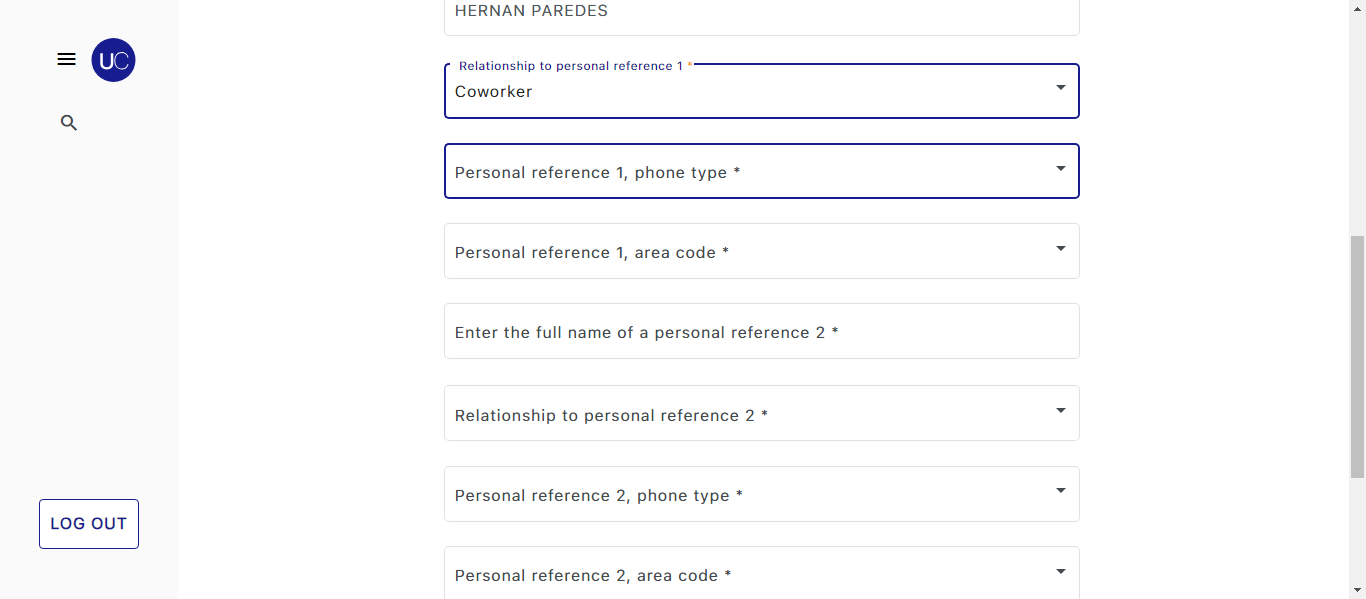 HERNAN PAREDES
UC
Relationship to personal reference 1 *
Coworker
Personal reference 1, phone type *
Personal reference 1, area code *
Enter the full name of a personal reference 2 *
Relationship to personal reference 2 *
Personal reference 2, phone type *
LOG OUT
Personal reference 2, area code *